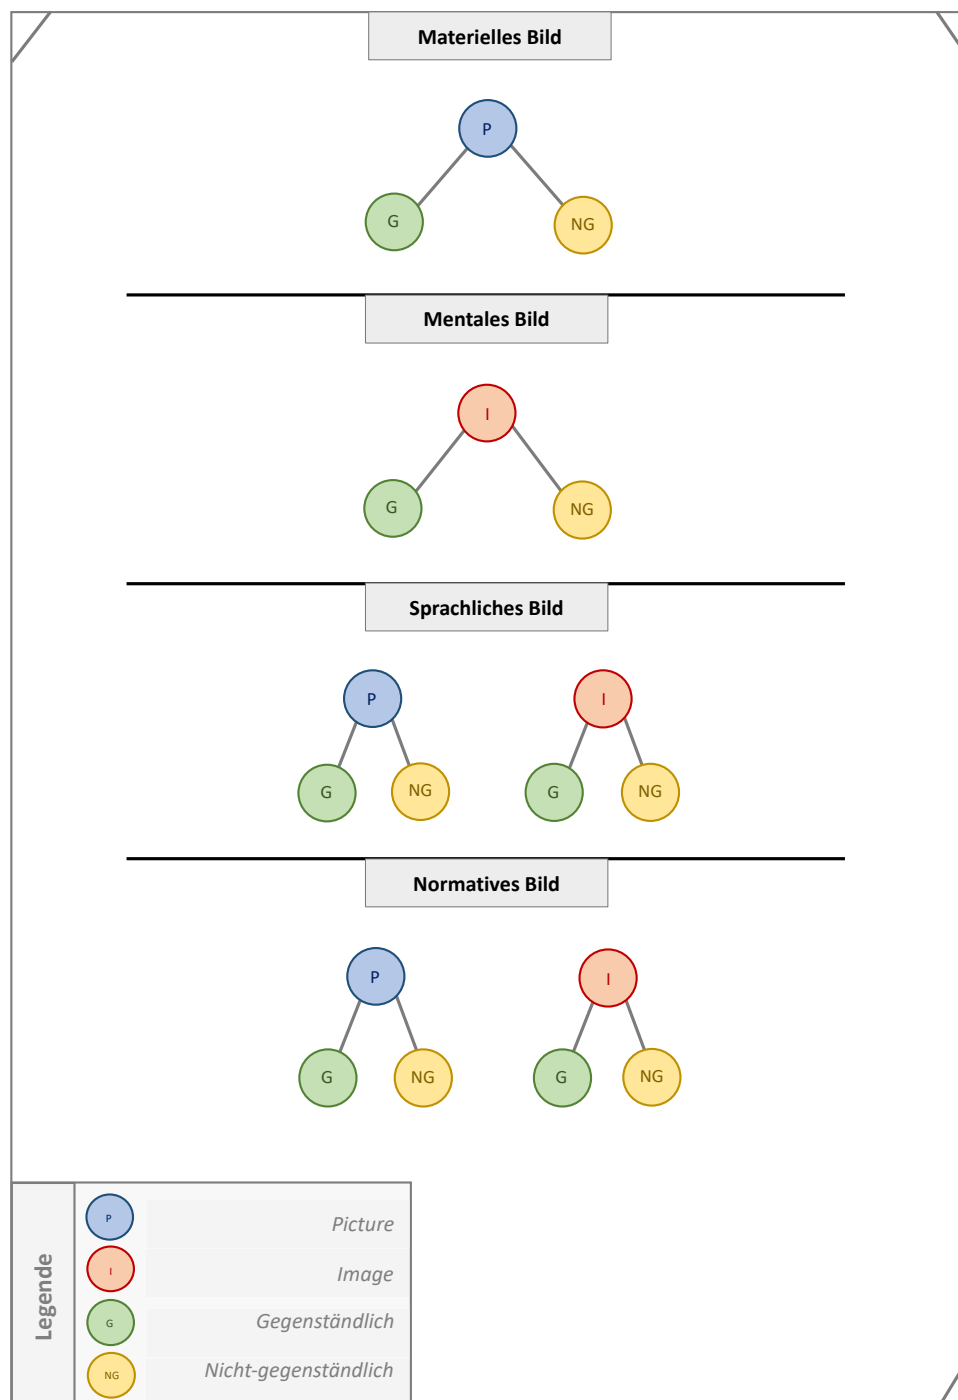 Materielles Bild
P
G NG
Mentales Bild
I
G NG
Sprachliches Bild
P I
G NG G NG
Normatives Bild
P I
G NG G NG
Legende
P Picture
I Image
G Gegenständlich
NG Nicht-gegenständlich